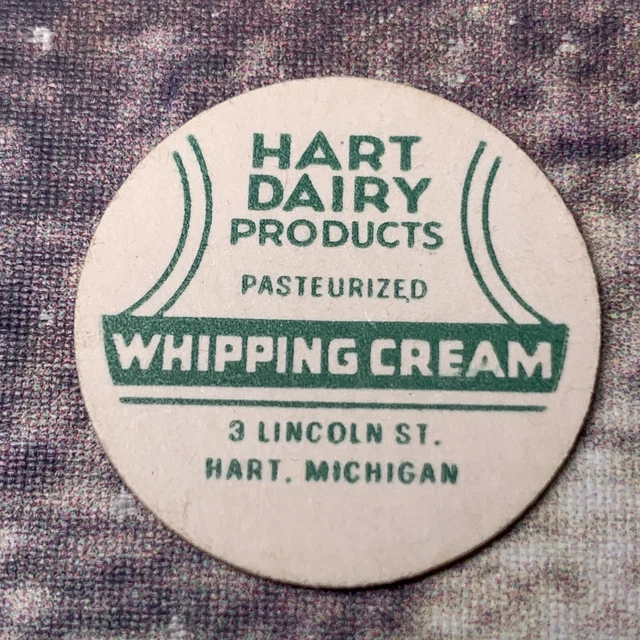 HART
DAIRY
PRODUCTS
PASTEURIZED
WHIPPING CREAM
3 LINCOLN ST.
HART, MICHIGAN